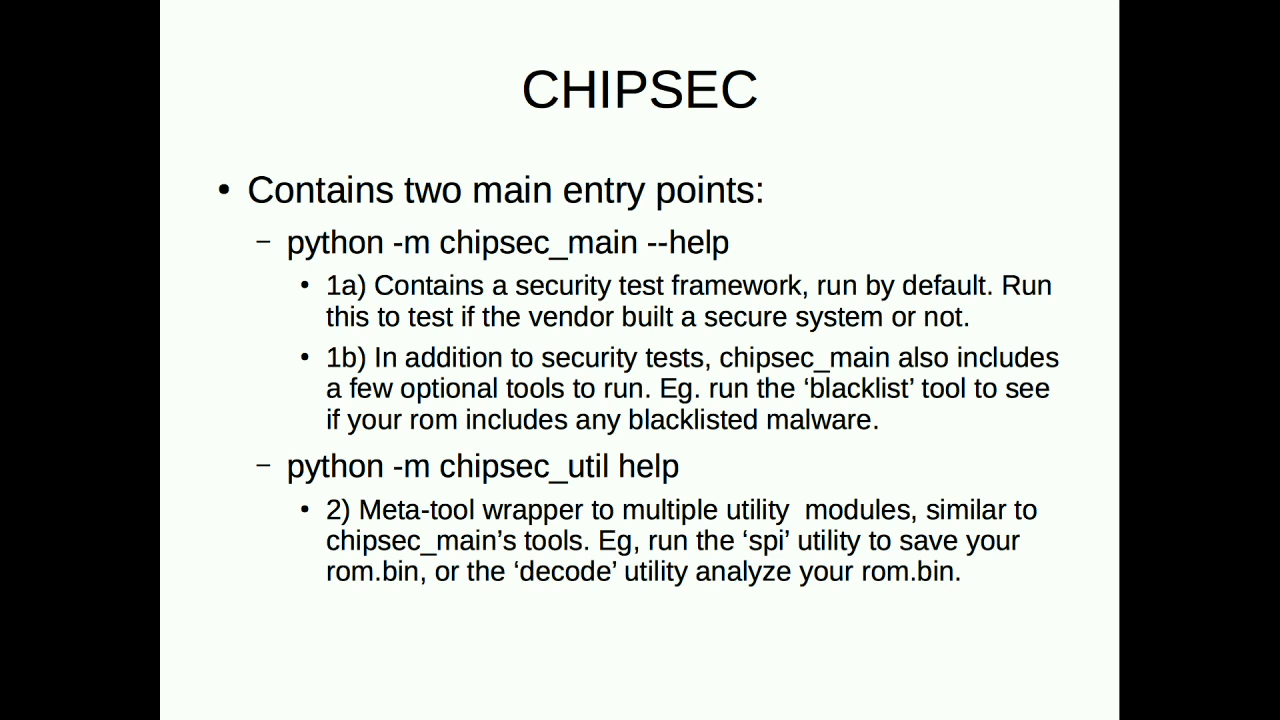 CHIPSEC
• Contains two main entry points:
– python -m chipsec_main --help
• 1a) Contains a security test framework, run by default. Run
this to test if the vendor built a secure system or not.
• 1b) In addition to security tests, chipsec_main also includes
a few optional tools to run. Eg. run the ‘blacklist’ tool to see
if your rom includes any blacklisted malware.
– python -m chipsec_util help
• 2) Meta-tool wrapper to multiple utility  modules, similar to
chipsec_main’s tools. Eg, run the ‘spi’ utility to save your
rom.bin, or the ‘decode’ utility analyze your rom.bin.